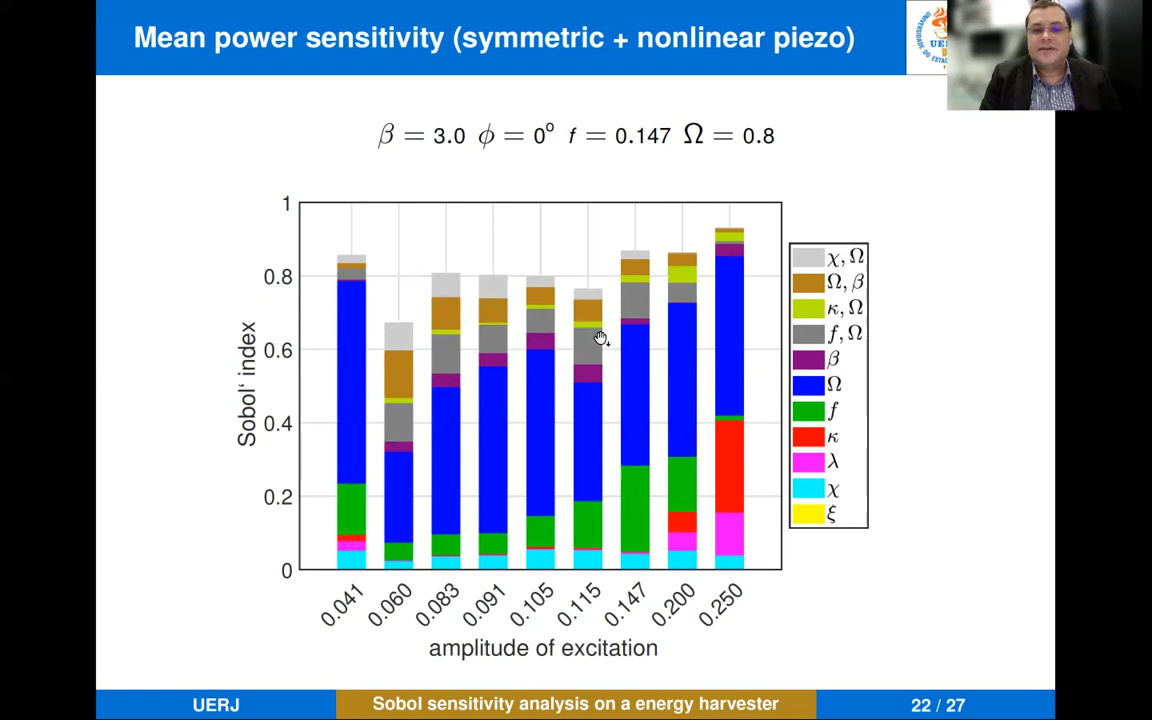 Mean power sensitivity (symmetric + nonlinear piezo)
UE
β = 3.0 ϕ = 0° f = 0.147 Ω = 0.8
1
0.8
0.6
0.4
0.2
0
Sobol' index
0.041 0.060 0.083 0.091 0.105 0.115 0.147 0.200 0.250
amplitude of excitation
χ, Ω
Ω, β
κ, Ω
f, Ω
β
Ω
f
κ
λ
χ
ξ
UERJ
Sobol sensitivity analysis on a energy harvester
22 / 27